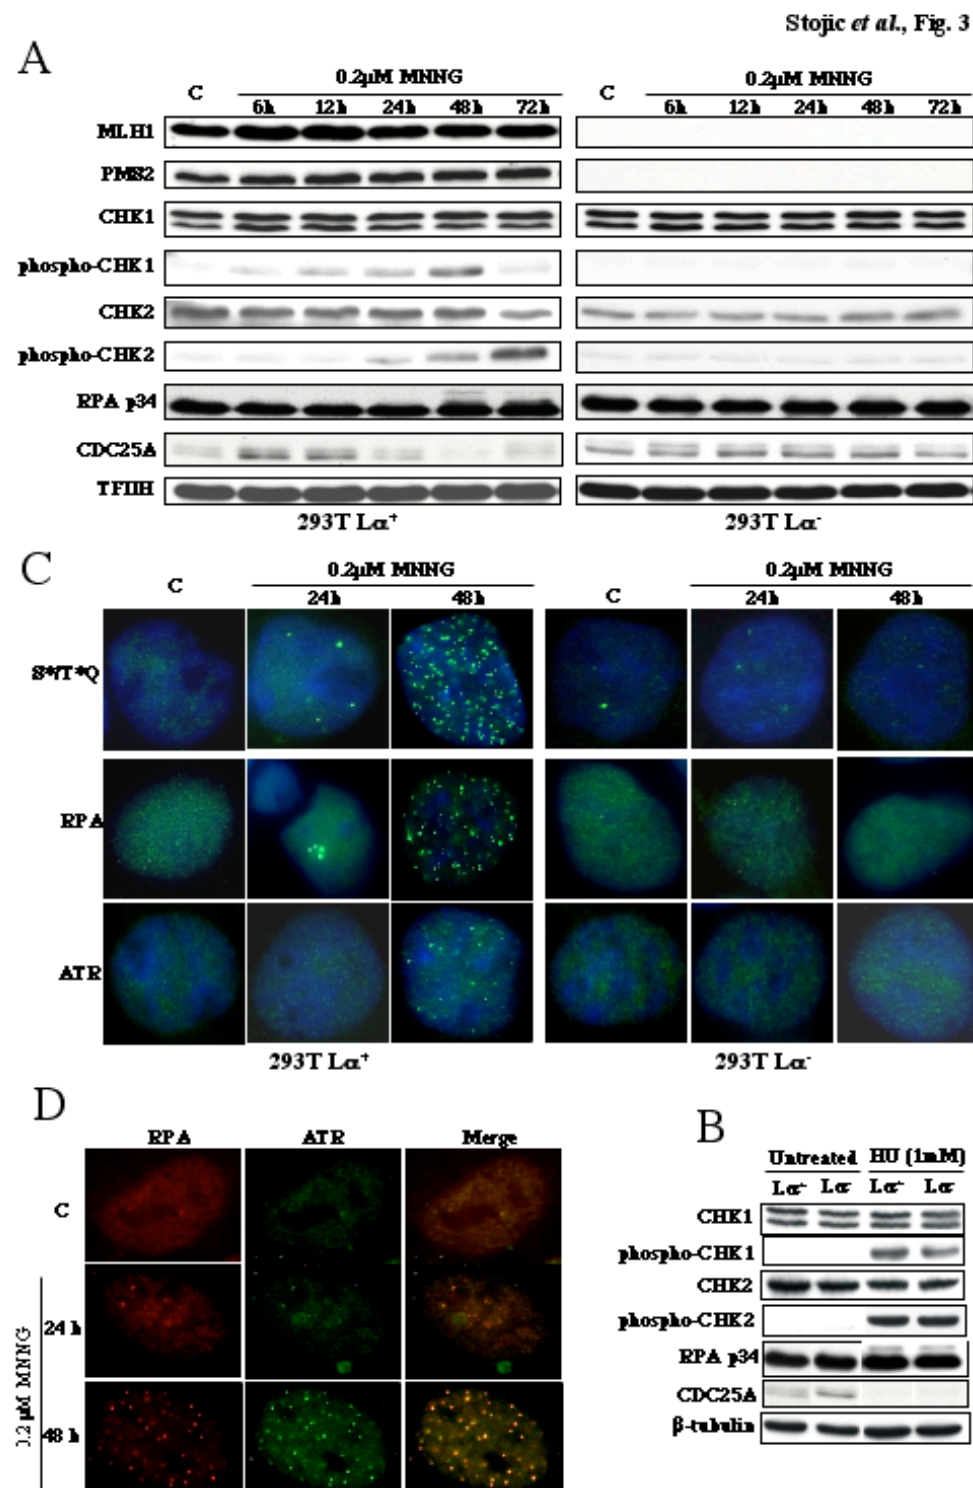 Stojic et al., Fig. 3
A
0.2µM MNNG 0.2µM MNNG
C 6h 12h 24h 48h 72h C 6h 12h 24h 48h 72h
MLH1
PMS2
CHK1
phospho-CHK1
CHK2
phospho-CHK2
RPA p34
CDC25A
TFIIH
293T Lα⁺ 293T Lα⁻
C
0.2µM MNNG 0.2µM MNNG
C 24h 48h C 24h 48h
S*/T*Q
RPA
ATR
293T Lα⁺ 293T Lα⁻
D
RPA ATR Merge
C
24 h
48 h
0.2 µM MNNG
B
Untreated HU (1mM)
Lα⁺ Lα⁻ Lα⁺ Lα⁻
CHK1
phospho-CHK1
CHK2
phospho-CHK2
RPA p34
CDC25A
β-tubulin